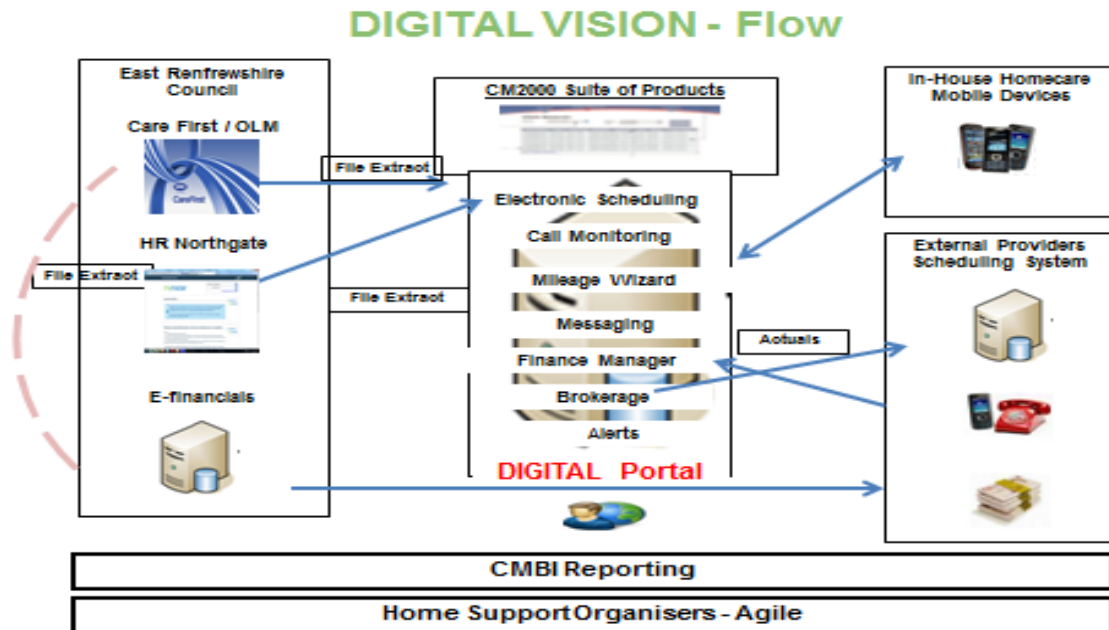 DIGITAL VISION - Flow
East Renfrewshire
Council
Care First / OLM
CareFirst
File Extract
HR Northgate
File Extract
File Extract
E-financials
CM2000 Suite of Products
Electronic Scheduling
Call Monitoring
Mileage Wizard
Messaging
Finance Manager
Brokerage
Alerts
DIGITAL Portal
In-House Homecare
Mobile Devices
External Providers
Scheduling System
Actuals
CMBI Reporting
Home Support Organisers - Agile